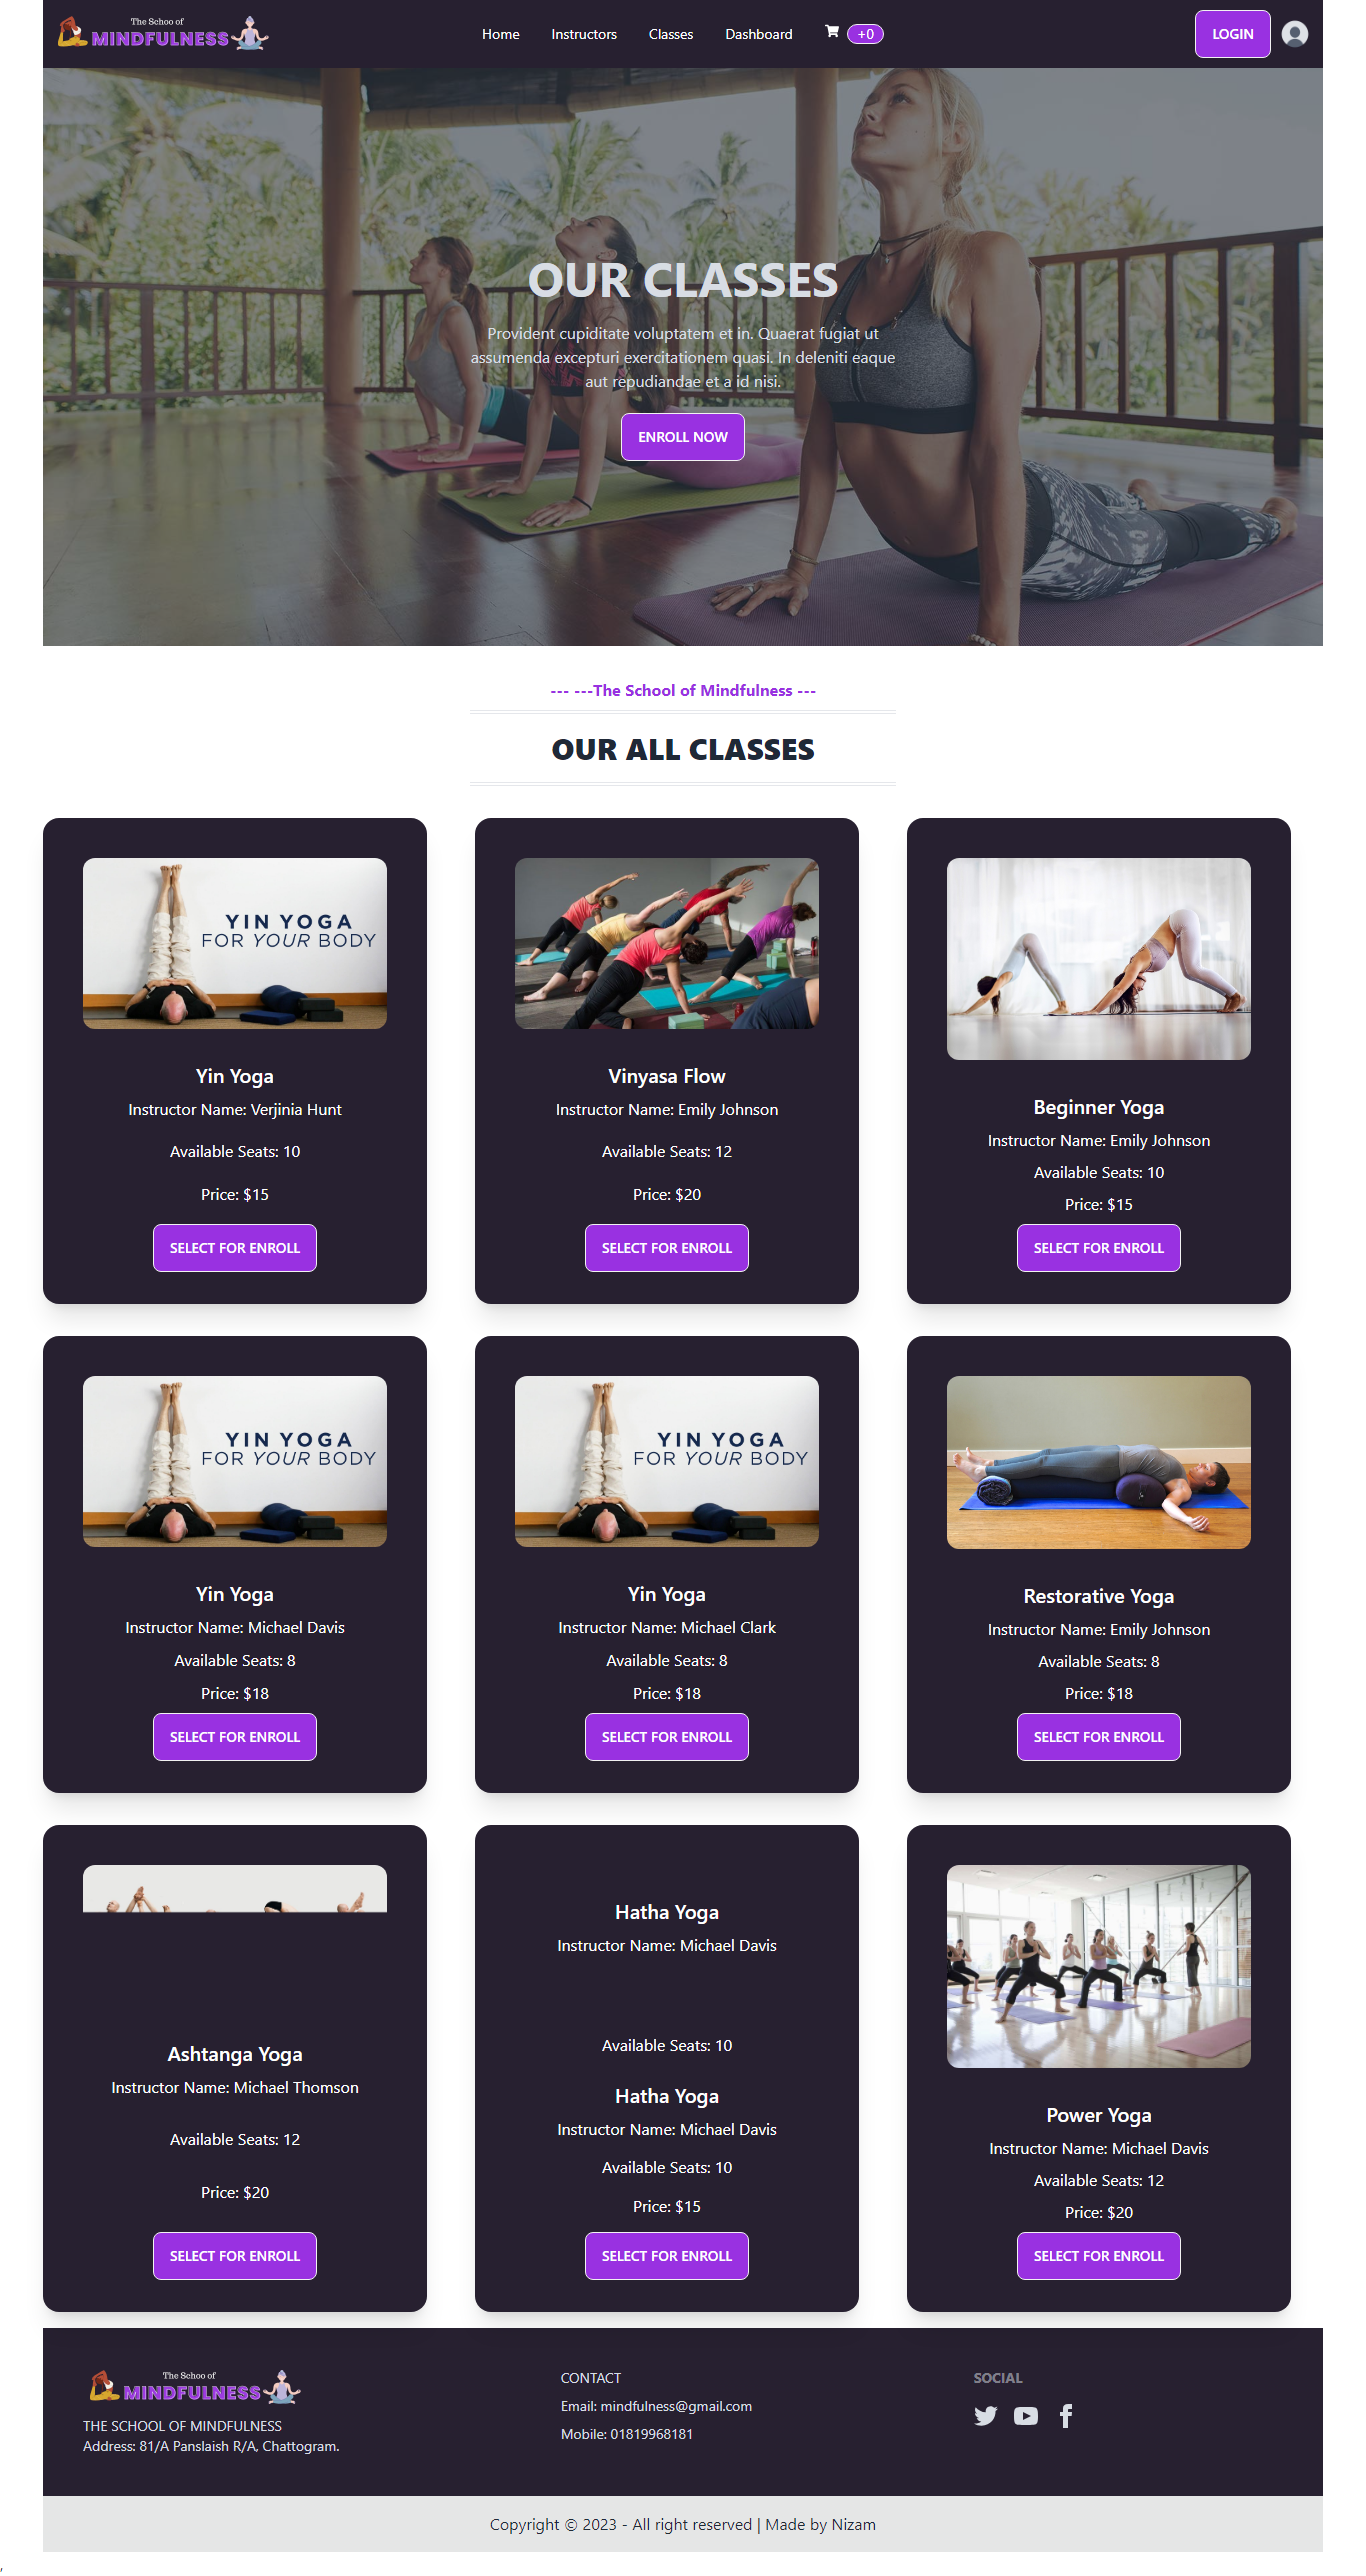 The Schoo of
MINDFULNESS
Home
Instructors
Classes
Dashboard
+0
LOGIN
OUR CLASSES
Provident cupiditate voluptatem et in. Quaerat fugiat ut
assumenda excepturi exercitationem quasi. In deleniti eaque
aut repudiandae et a id nisi.
ENROLL NOW
--- ---The School of Mindfulness ---
OUR ALL CLASSES
YIN YOGA
FOR YOUR BODY
Yin Yoga
Instructor Name: Verjinia Hunt
Available Seats: 10
Price: $15
SELECT FOR ENROLL
Vinyasa Flow
Instructor Name: Emily Johnson
Available Seats: 12
Price: $20
SELECT FOR ENROLL
Beginner Yoga
Instructor Name: Emily Johnson
Available Seats: 10
Price: $15
SELECT FOR ENROLL
YIN YOGA
FOR YOUR BODY
Yin Yoga
Instructor Name: Michael Davis
Available Seats: 8
Price: $18
SELECT FOR ENROLL
YIN YOGA
FOR YOUR BODY
Yin Yoga
Instructor Name: Michael Clark
Available Seats: 8
Price: $18
SELECT FOR ENROLL
Restorative Yoga
Instructor Name: Emily Johnson
Available Seats: 8
Price: $18
SELECT FOR ENROLL
Ashtanga Yoga
Instructor Name: Michael Thomson
Available Seats: 12
Price: $20
SELECT FOR ENROLL
Hatha Yoga
Instructor Name: Michael Davis
Available Seats: 10
Hatha Yoga
Instructor Name: Michael Davis
Available Seats: 10
Price: $15
SELECT FOR ENROLL
Power Yoga
Instructor Name: Michael Davis
Available Seats: 12
Price: $20
SELECT FOR ENROLL
The Schoo of
MINDFULNESS
THE SCHOOL OF MINDFULNESS
Address: 81/A Panslaish R/A, Chattogram.
CONTACT
Email: mindfulness@gmail.com
Mobile: 01819968181
SOCIAL
Copyright © 2023 - All right reserved | Made by Nizam
,